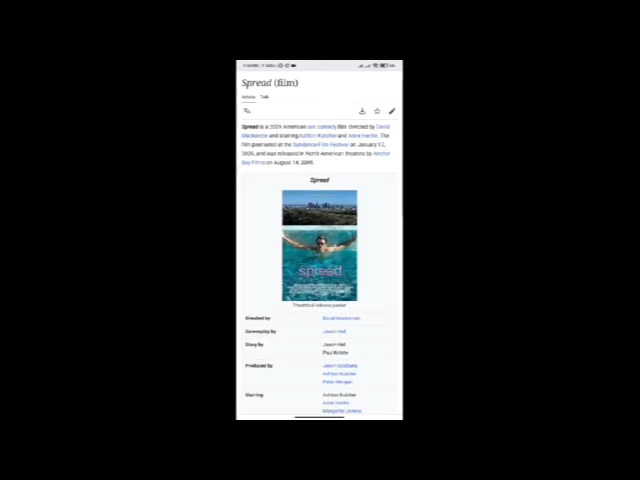 Spread (film)
Article Talk
Spread is a 2009 American sex comedy film directed by David
Mackenzie and starring Ashton Kutcher and Anne Heche. The
film premiered at the Sundance Film Festival on January 17,
2009, and was released in North American theaters by Anchor
Bay Films on August 14, 2009.
Spread
spread
Theatrical release poster
Directed by David Mackenzie
Screenplay by Jason Hall
Story by Jason Hall
Paul Kolsby
Produced by Jason Goldberg
Ashton Kutcher
Peter Morgan
Starring Ashton Kutcher
Anne Heche
Margarita Levieva